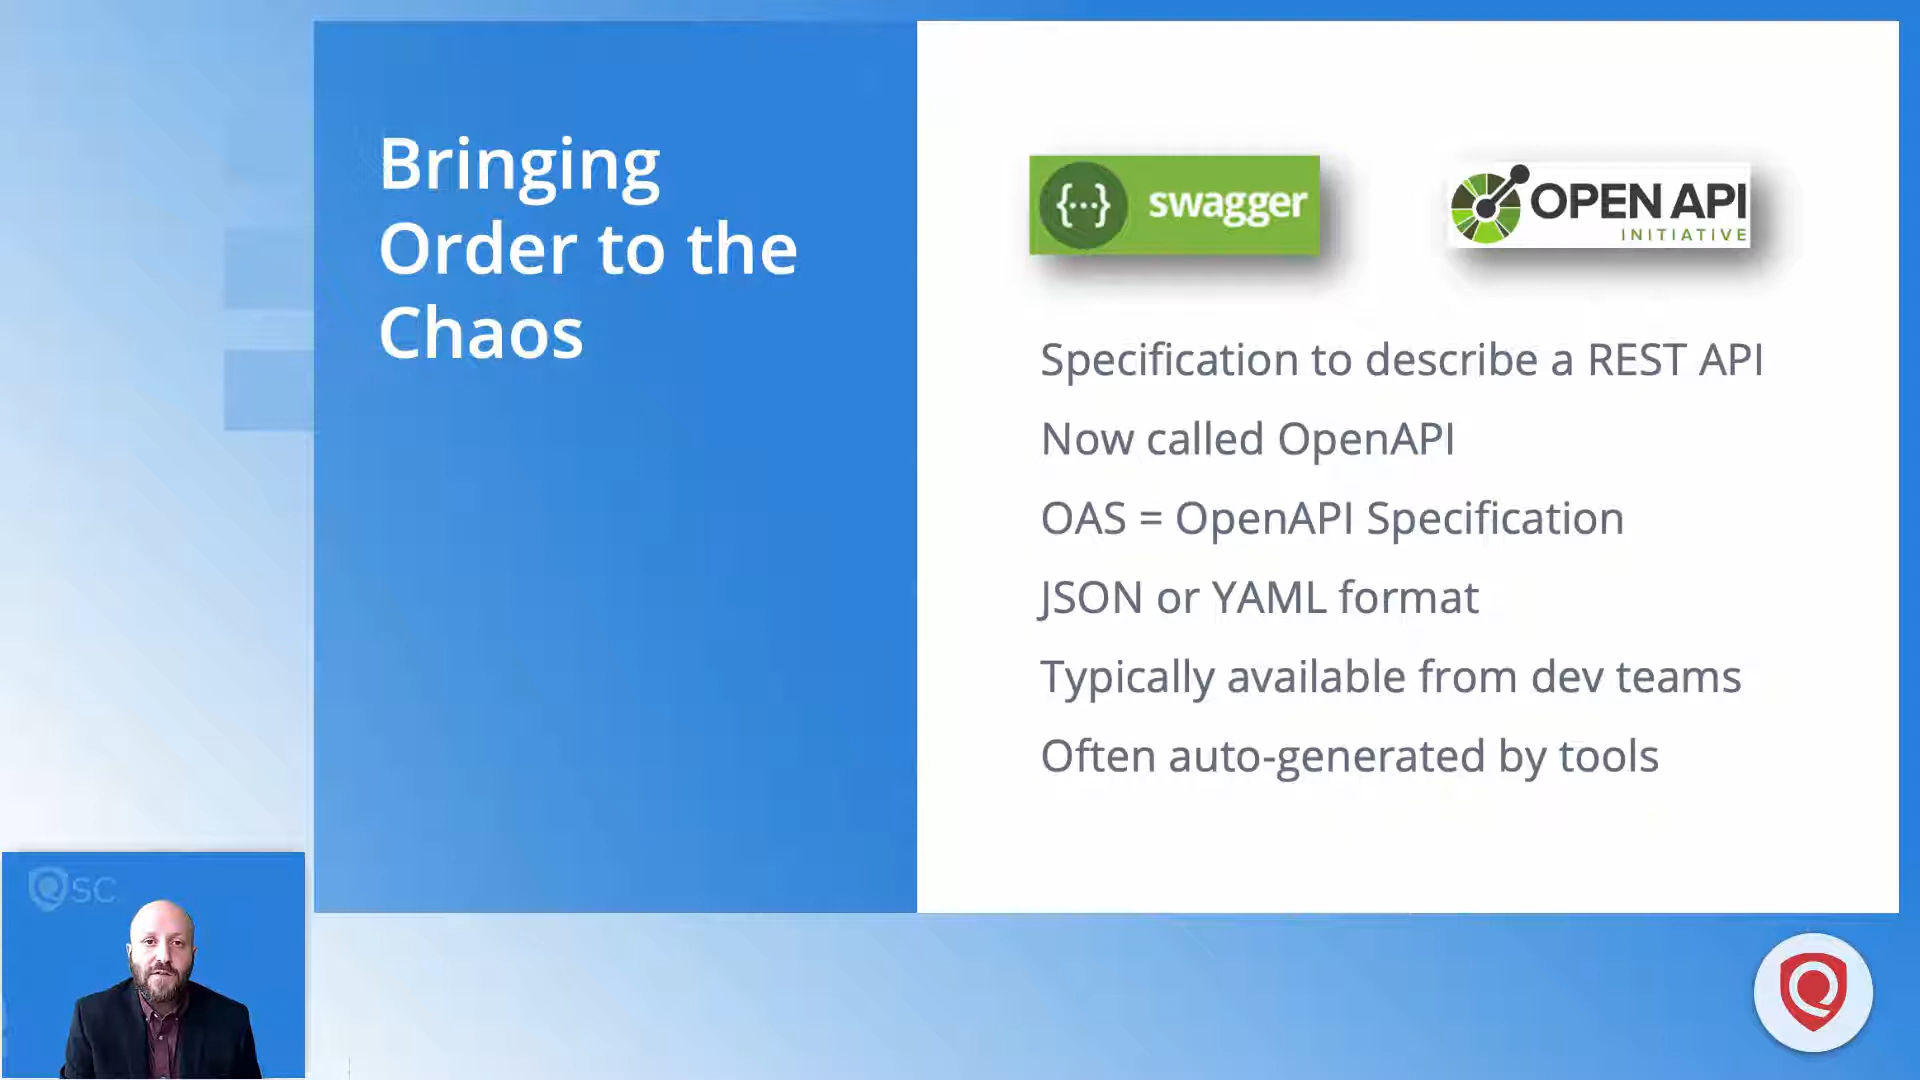 Bringing
Order to the
Chaos
{...} swagger
OPEN API
INITIATIVE
Specification to describe a REST API
Now called OpenAPI
OAS = OpenAPI Specification
JSON or YAML format
Typically available from dev teams
Often auto-generated by tools
QSC